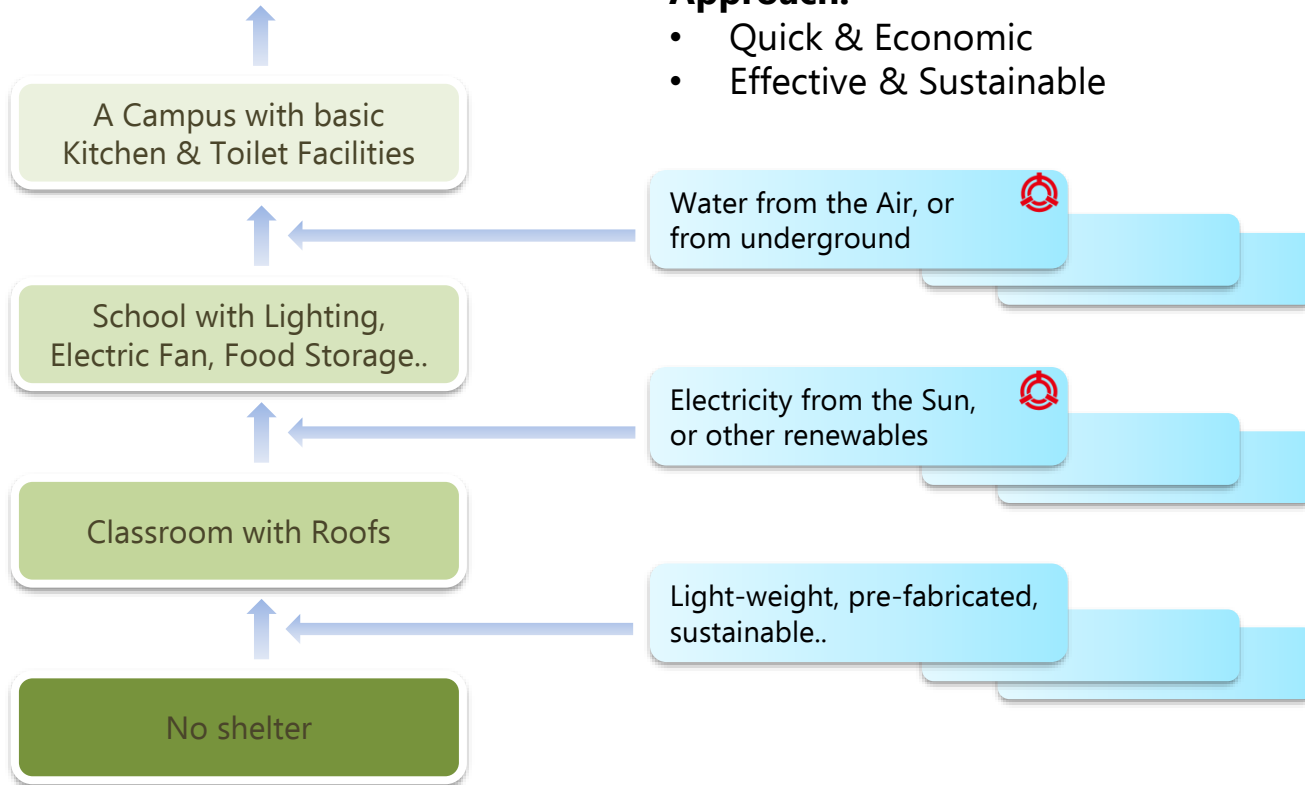 Approach:
• Quick & Economic
• Effective & Sustainable
A Campus with basic
Kitchen & Toilet Facilities
Water from the Air, or
from underground
School with Lighting,
Electric Fan, Food Storage..
Electricity from the Sun,
or other renewables
Classroom with Roofs
Light-weight, pre-fabricated,
sustainable..
No shelter